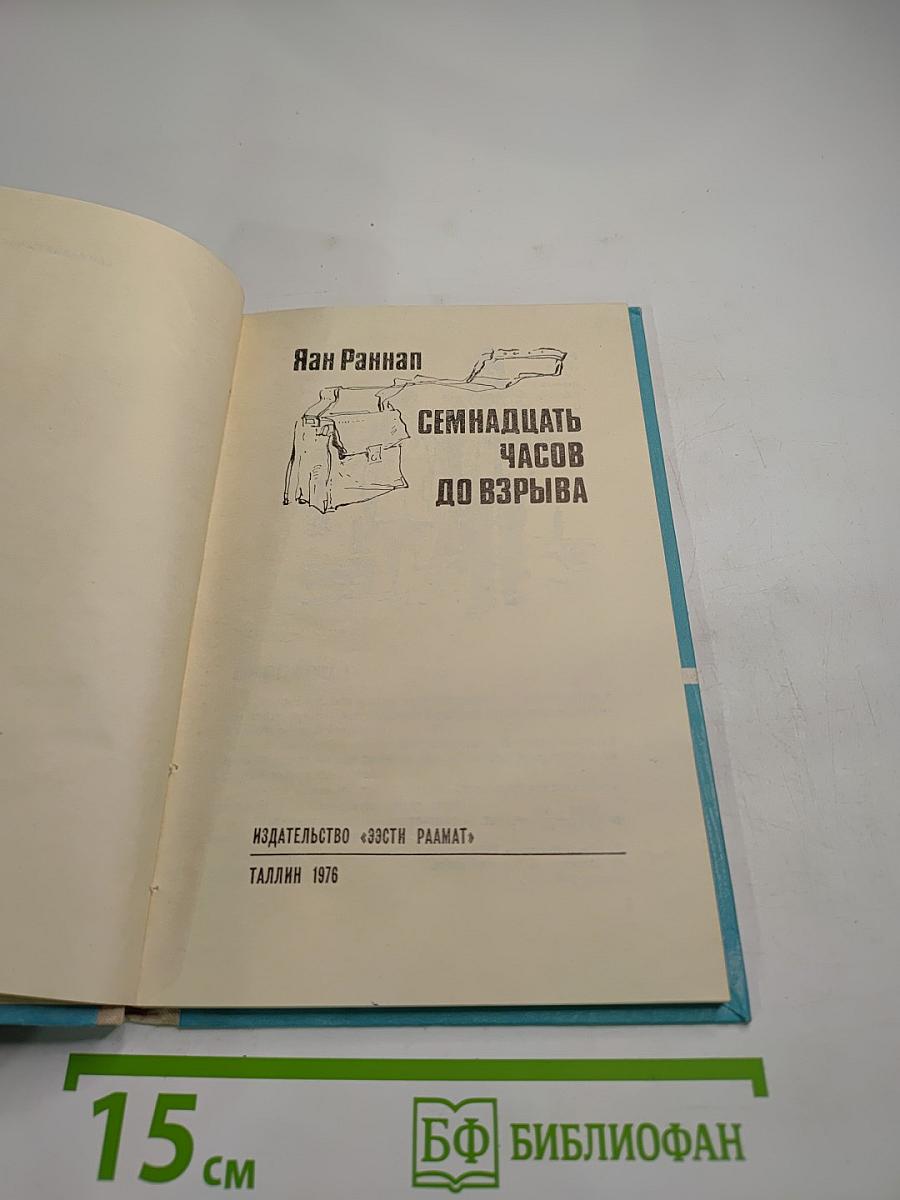 Яан Раннап
СЕМНАДЦАТЬ
ЧАСОВ
ДО ВЗРЫВА
ИЗДАТЕЛЬСТВО «ЭЭСТИ РААМАТ»
ТАЛЛИН 1976
15 см
БФ БИБЛИОФАН